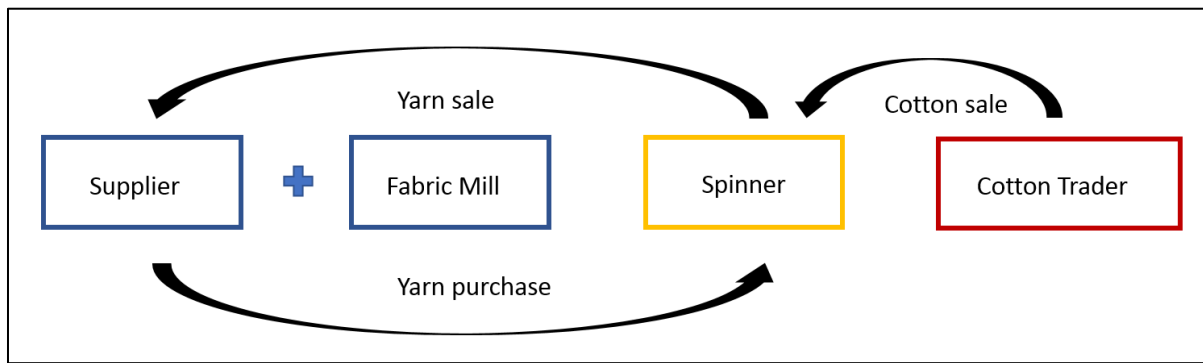 Yarn sale
Cotton sale
Supplier
Fabric Mill
Spinner
Cotton Trader
Yarn purchase